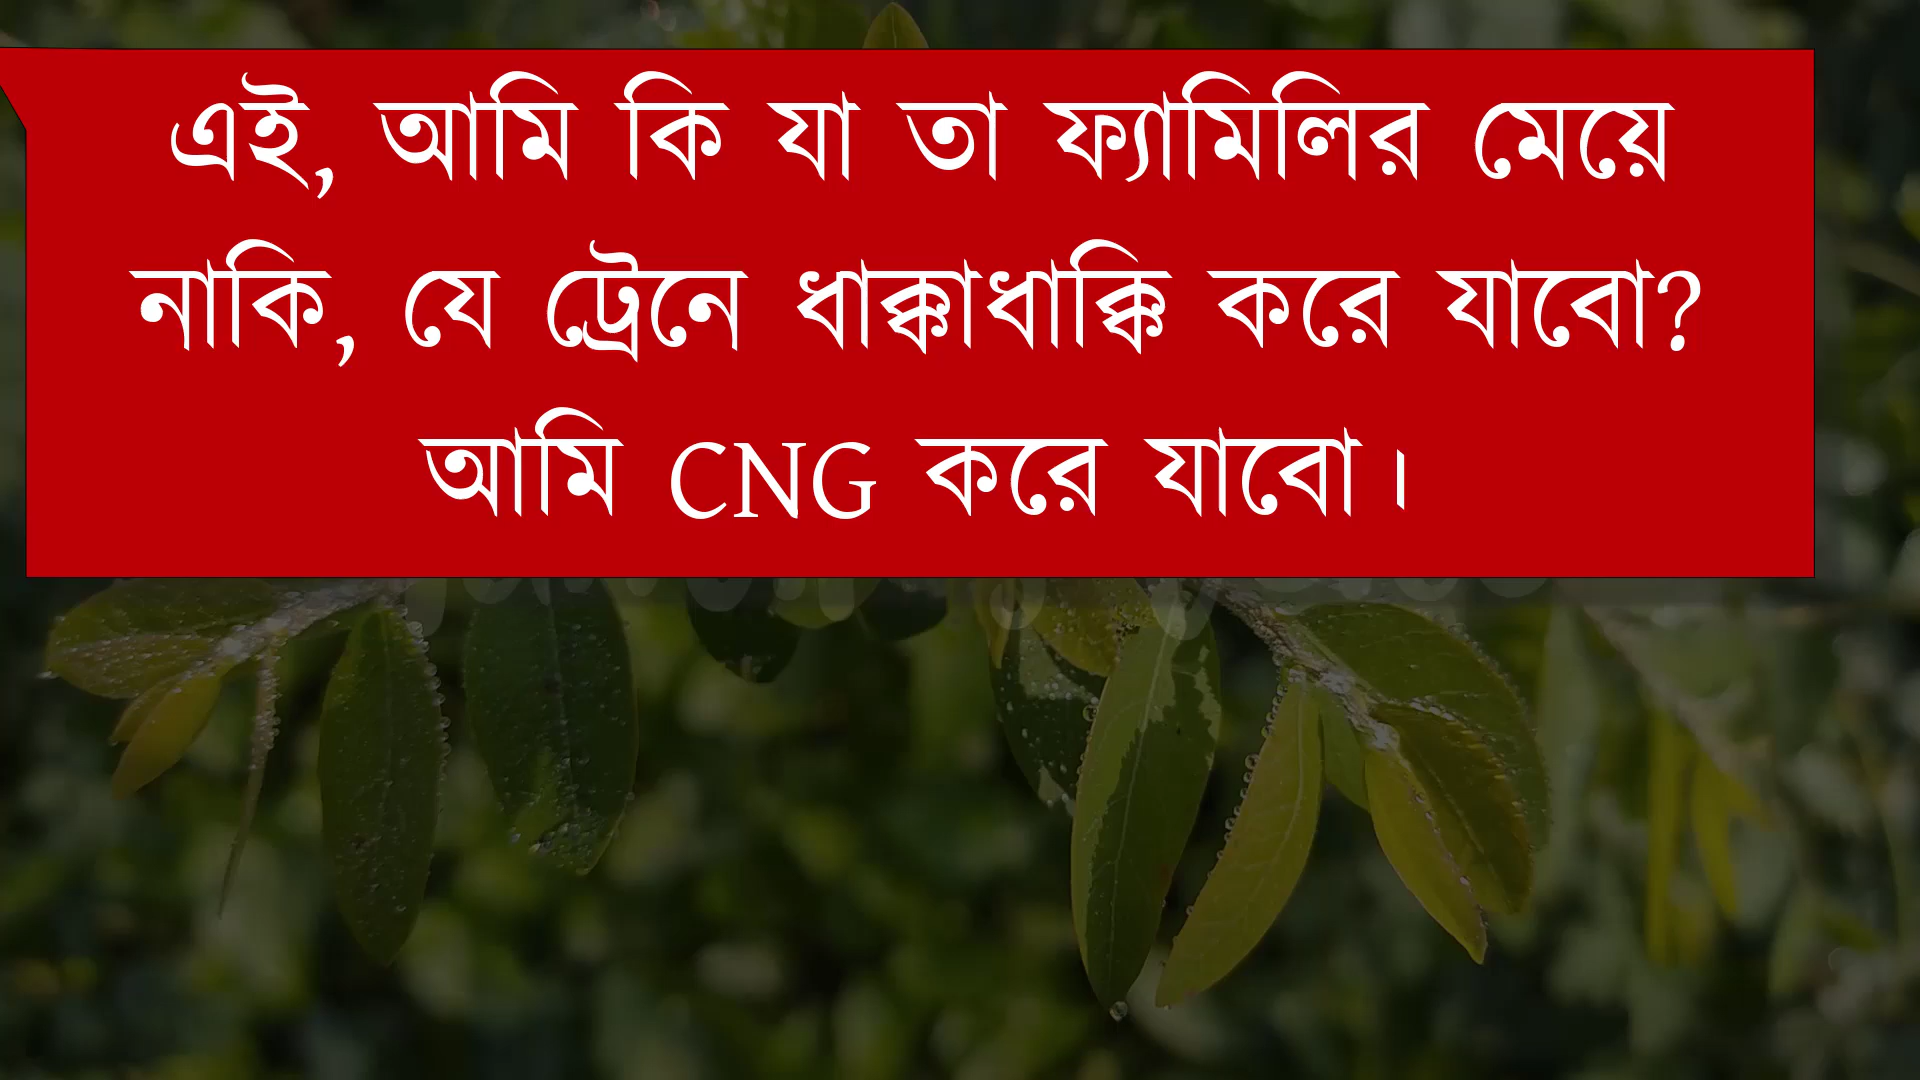 এই, আমি কি যা তা ফ্যামিলির মেয়ে
নাকি, যে ট্রেনে ধাক্কাধাক্কি করে যাবো?
আমি CNG করে যাবো।